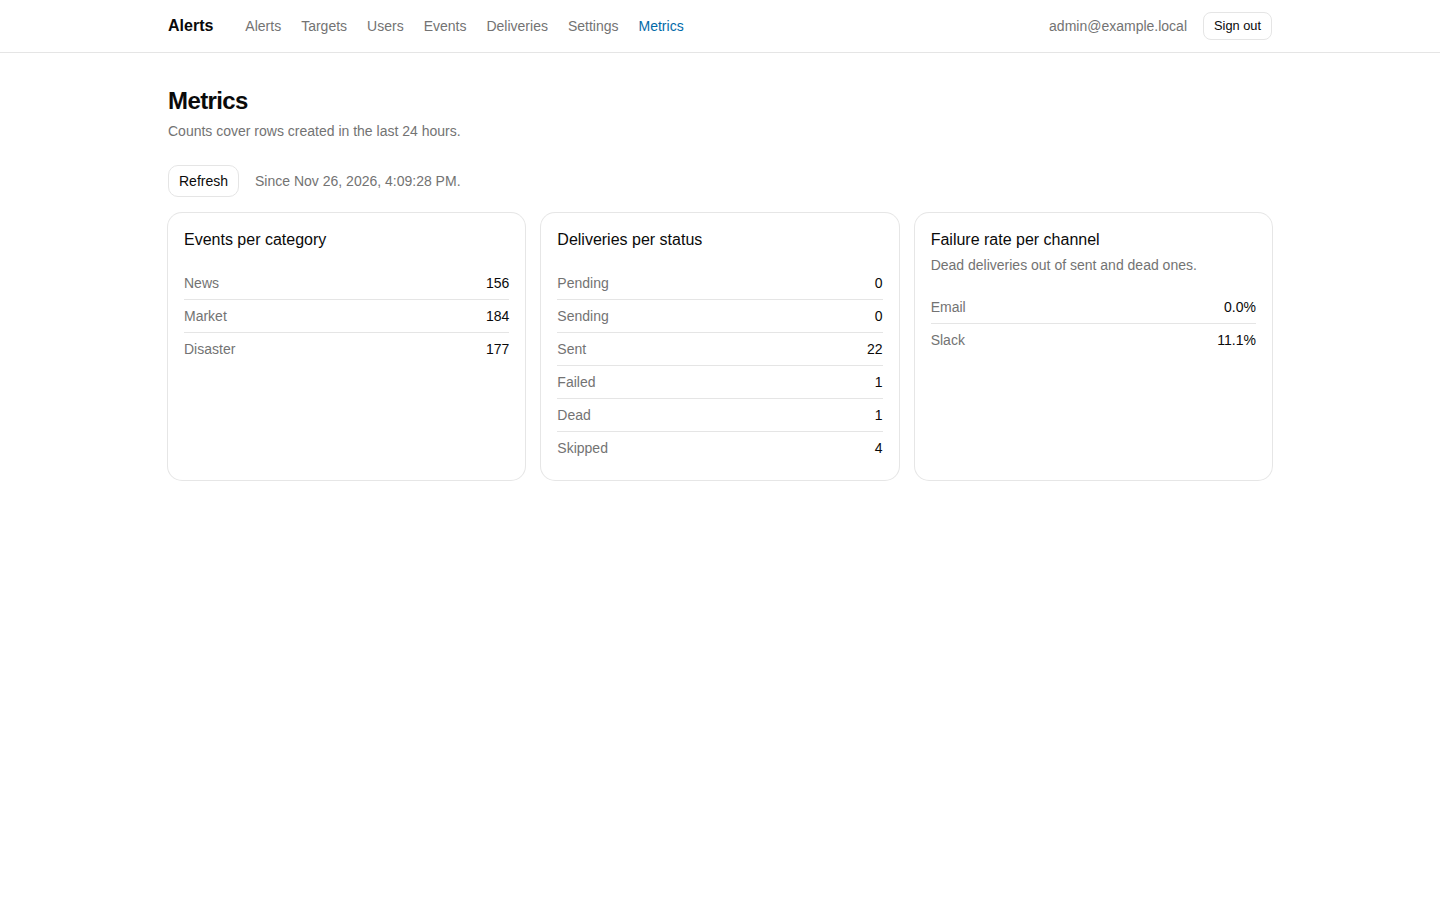 Alerts Alerts Targets Users Events Deliveries Settings Metrics admin@example.local Sign out
Metrics
Counts cover rows created in the last 24 hours.
Refresh Since Nov 26, 2026, 4:09:28 PM.
Events per category
News 156
Market 184
Disaster 177
Deliveries per status
Pending 0
Sending 0
Sent 22
Failed 1
Dead 1
Skipped 4
Failure rate per channel
Dead deliveries out of sent and dead ones.
Email 0.0%
Slack 11.1%